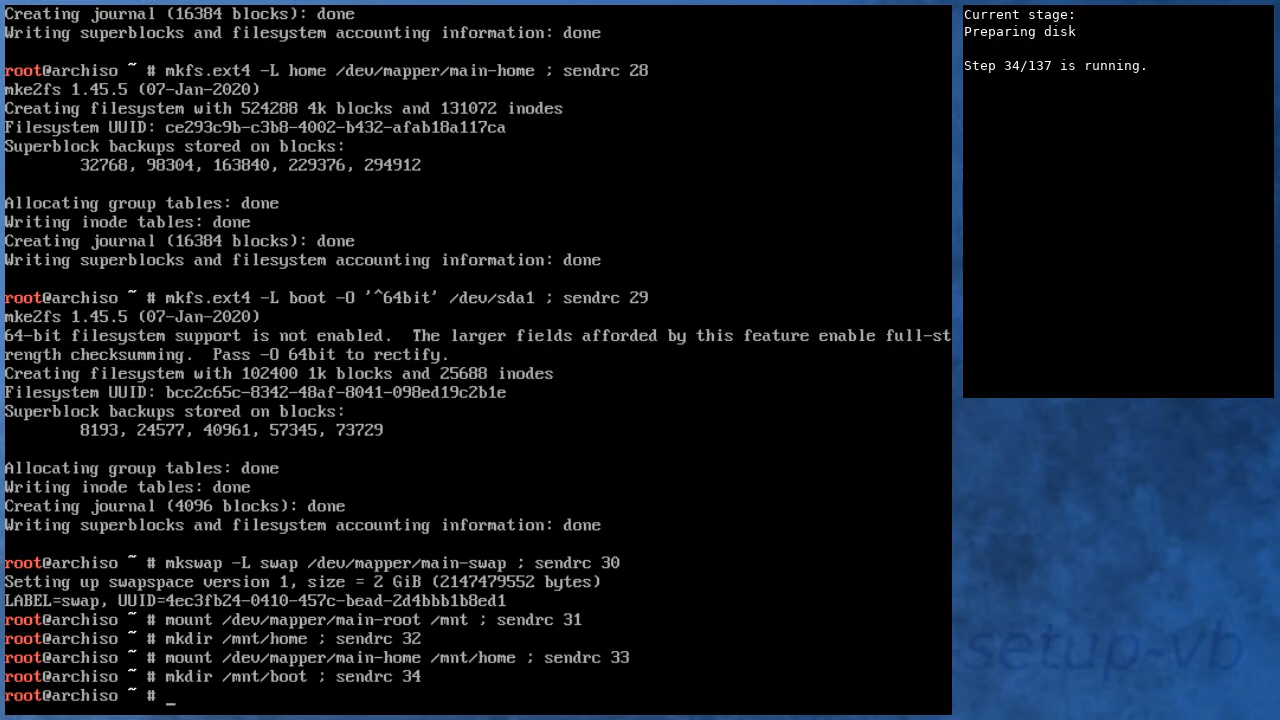 Creating journal (16384 blocks): done
Writing superblocks and filesystem accounting information: done
root@archiso ~ # mkfs.ext4 -L home /dev/mapper/main-home ; sendrc 28
mke2fs 1.45.5 (07-Jan-2020)
Creating filesystem with 524288 4k blocks and 131072 inodes
Filesystem UUID: ce293c9b-c3b8-4002-b432-afab18a117ca
Superblock backups stored on blocks:
        32768, 98304, 163840, 229376, 294912
Allocating group tables: done
Writing inode tables: done
Creating journal (16384 blocks): done
Writing superblocks and filesystem accounting information: done
root@archiso ~ # mkfs.ext4 -L boot -O '^64bit' /dev/sda1 ; sendrc 29
mke2fs 1.45.5 (07-Jan-2020)
64-bit filesystem support is not enabled.  The larger fields afforded by this feature enable full-st
rength checksumming.  Pass -O 64bit to rectify.
Creating filesystem with 102400 1k blocks and 25688 inodes
Filesystem UUID: bcc2c65c-8342-48af-8041-098ed19c2b1e
Superblock backups stored on blocks:
        8193, 24577, 40961, 57345, 73729
Allocating group tables: done
Writing inode tables: done
Creating journal (4096 blocks): done
Writing superblocks and filesystem accounting information: done
root@archiso ~ # mkswap -L swap /dev/mapper/main-swap ; sendrc 30
Setting up swapspace version 1, size = 2 GiB (2147479552 bytes)
LABEL=swap, UUID=4ec3fb24-0410-457c-bead-2d4bbb1b8ed1
root@archiso ~ # mount /dev/mapper/main-root /mnt ; sendrc 31
root@archiso ~ # mkdir /mnt/home ; sendrc 32
root@archiso ~ # mount /dev/mapper/main-home /mnt/home ; sendrc 33
root@archiso ~ # mkdir /mnt/boot ; sendrc 34
root@archiso ~ # _
Current stage:
Preparing disk
Step 34/137 is running.
setup-vb